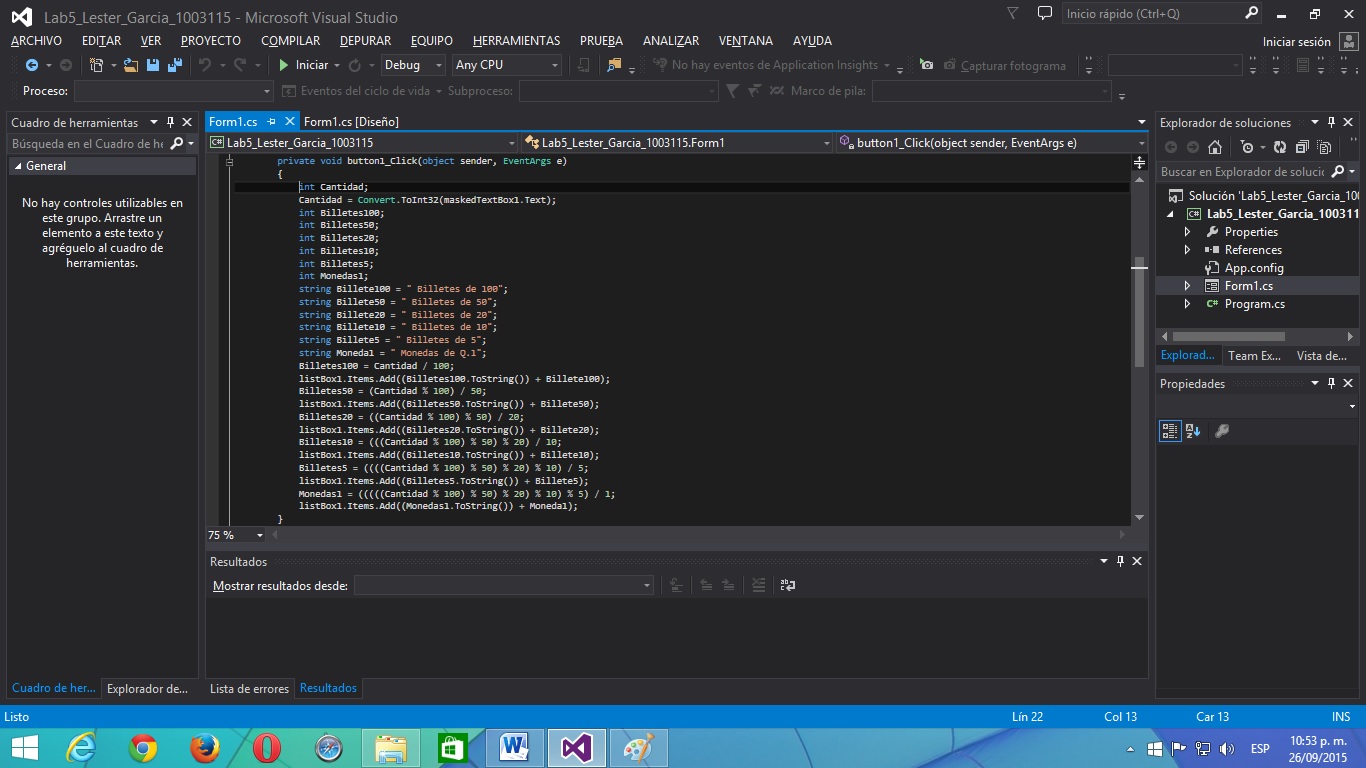 Lab5_Lester_Garcia_1003115 - Microsoft Visual Studio
Inicio rápido (Ctrl+Q)
ARCHIVO EDITAR VER PROYECTO COMPILAR DEPURAR EQUIPO HERRAMIENTAS PRUEBA ANALIZAR VENTANA AYUDA
Iniciar sesión
Iniciar Debug Any CPU No hay eventos de Application Insights Capturar fotograma
Proceso: Eventos del ciclo de vida Subproceso: Marco de pila:
Cuadro de herramientas
Búsqueda en el Cuadro de he
General
No hay controles utilizables en
este grupo. Arrastre un
elemento a este texto y
agréguelo al cuadro de
herramientas.
Cuadro de her... Explorador de...
Form1.cs Form1.cs [Diseño]
Lab5_Lester_Garcia_1003115 Lab5_Lester_Garcia_1003115.Form1 button1_Click(object sender, EventArgs e)
private void button1_Click(object sender, EventArgs e)
{
int Cantidad;
Cantidad = Convert.ToInt32(maskedTextBox1.Text);
int Billetes100;
int Billetes50;
int Billetes20;
int Billetes10;
int Billetes5;
int Monedas1;
string Billete100 = " Billetes de 100";
string Billete50 = " Billetes de 50";
string Billete20 = " Billetes de 20";
string Billete10 = " Billetes de 10";
string Billete5 = " Billetes de 5";
string Moneda1 = " Monedas de Q.1";
Billetes100 = Cantidad / 100;
listBox1.Items.Add((Billetes100.ToString()) + Billete100);
Billetes50 = (Cantidad % 100) / 50;
listBox1.Items.Add((Billetes50.ToString()) + Billete50);
Billetes20 = ((Cantidad % 100) % 50) / 20;
listBox1.Items.Add((Billetes20.ToString()) + Billete20);
Billetes10 = (((Cantidad % 100) % 50) % 20) / 10;
listBox1.Items.Add((Billetes10.ToString()) + Billete10);
Billetes5 = ((((Cantidad % 100) % 50) % 20) % 10) / 5;
listBox1.Items.Add((Billetes5.ToString()) + Billete5);
Monedas1 = (((((Cantidad % 100) % 50) % 20) % 10) % 5) / 1;
listBox1.Items.Add((Monedas1.ToString()) + Moneda1);
}
75 %
Resultados
Mostrar resultados desde:
Lista de errores Resultados
Explorador de soluciones
Buscar en Explorador de solucic
Solución 'Lab5_Lester_Garcia_100
Lab5_Lester_Garcia_100311
Properties
References
App.config
Form1.cs
Program.cs
Explorad... Team Ex... Vista de...
Propiedades
Listo Lín 22 Col 13 Car 13 INS
ESP
10:53 p. m.
26/09/2015